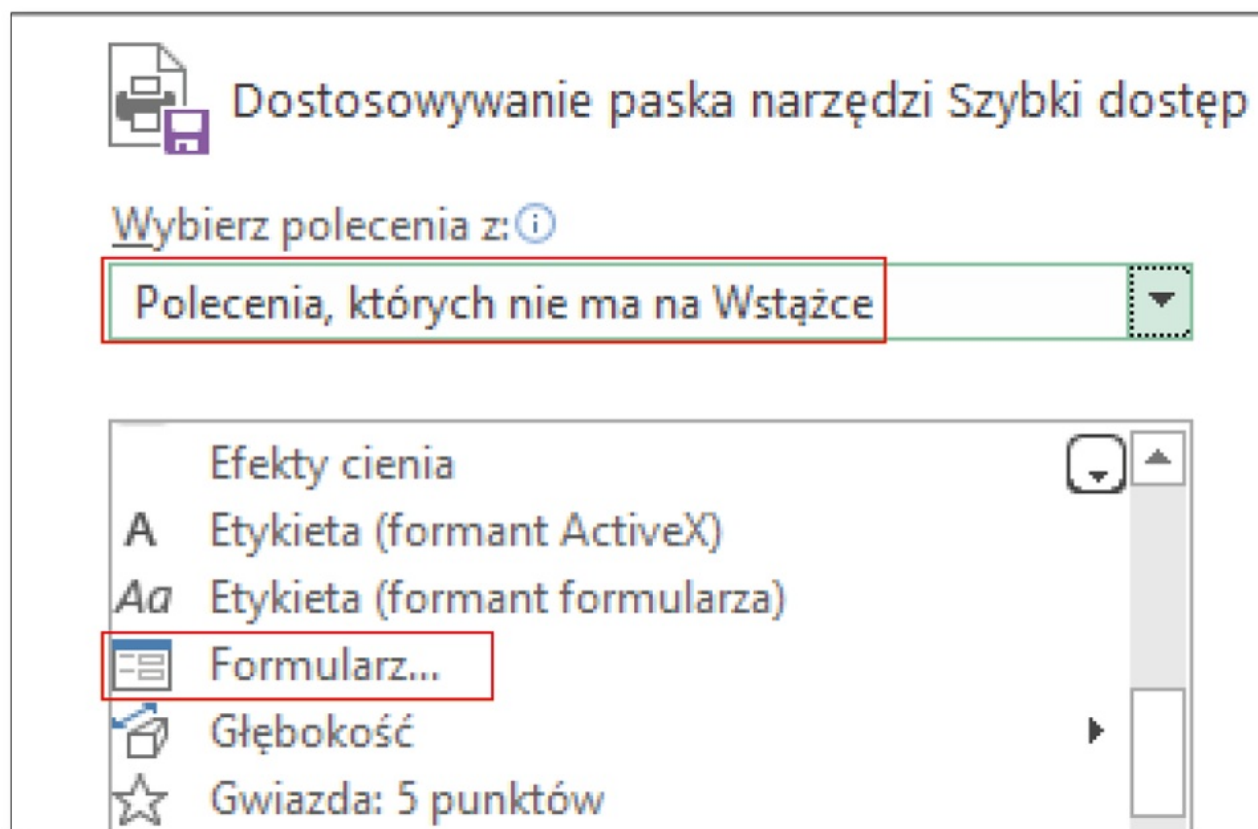 Dostosowywanie paska narzędzi Szybki dostęp
Wybierz polecenia z:
Polecenia, których nie ma na Wstążce
Efekty cienia
A Etykieta (formant ActiveX)
Aa Etykieta (formant formularza)
Formularz...
Głębokość
Gwiazda: 5 punktów